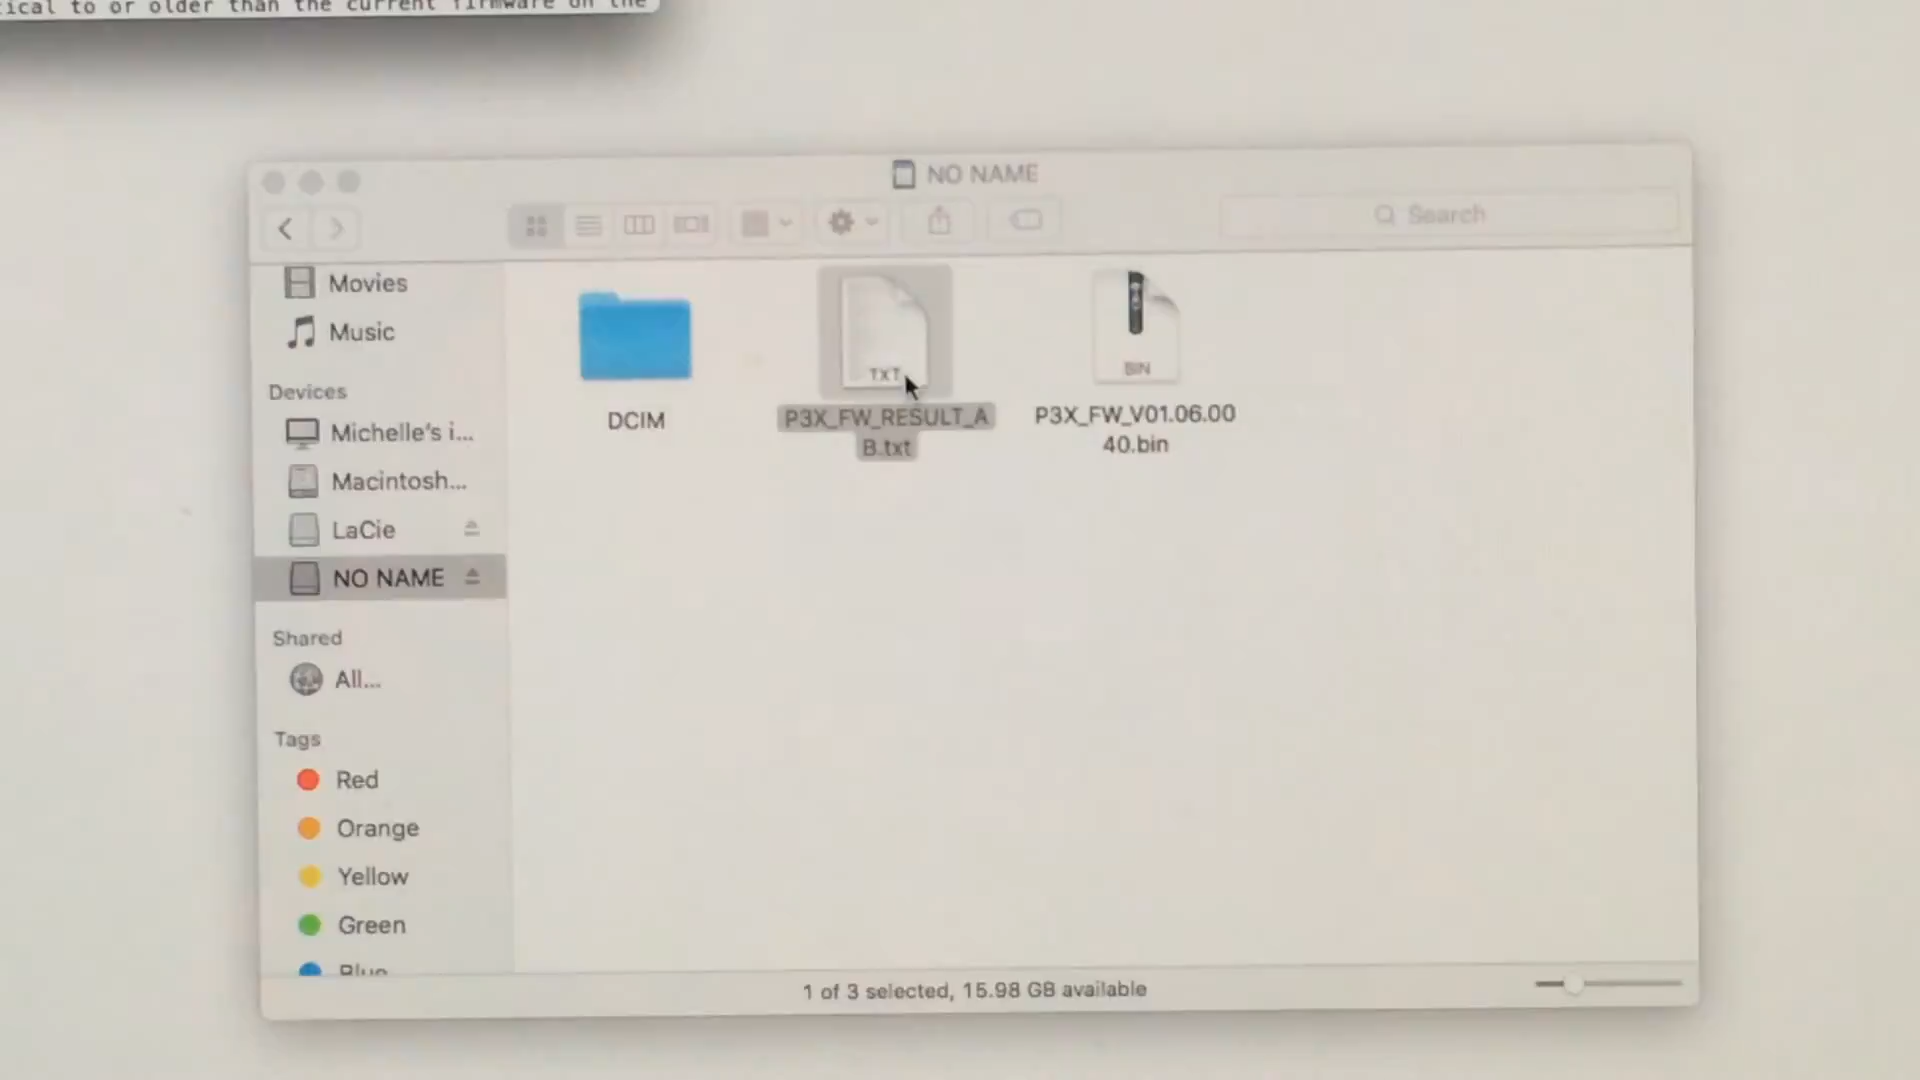 tical to or older than the current firmware on the
NO NAME
Search
Movies
Music
Devices
Michelle's i...
Macintosh...
LaCie
NO NAME
Shared
All...
Tags
Red
Orange
Yellow
Green
Blue
TXT
BIN
DCIM
P3X_FW_RESULT_A
B.txt
P3X_FW_V01.06.00
40.bin
1 of 3 selected, 15.98 GB available